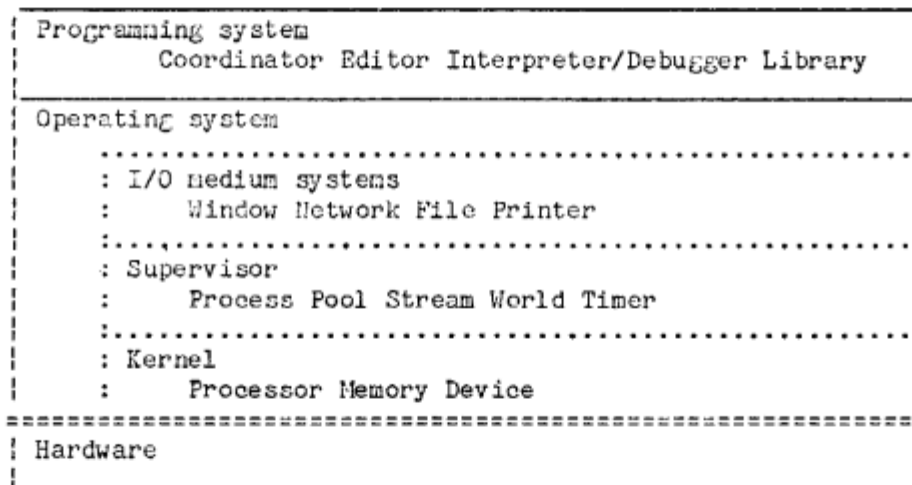 Programming system
Coordinator Editor Interpreter/Debugger Library
Operating system
I/O medium systems
Window Network File Printer
Supervisor
Process Pool Stream World Timer
Kernel
Processor Memory Device
Hardware